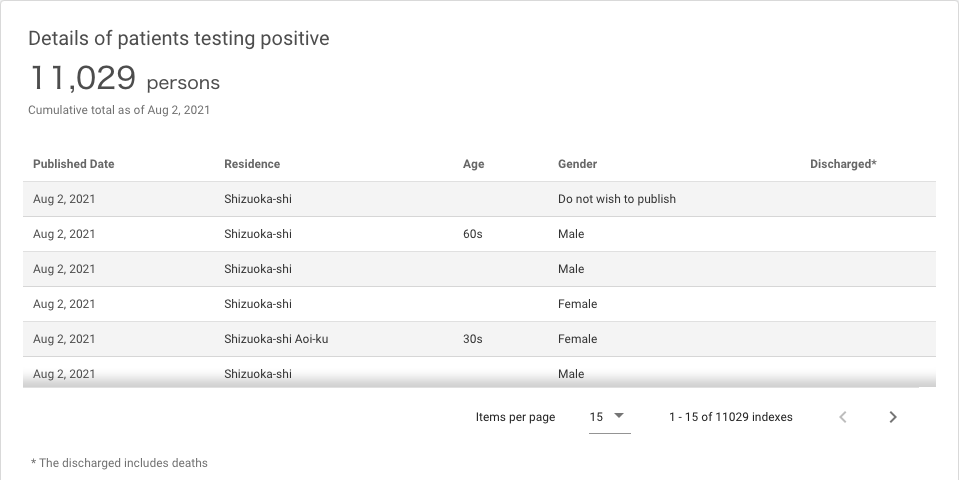 Details of patients testing positive
11,029 persons
Cumulative total as of Aug 2, 2021
Published Date Residence Age Gender Discharged*
Aug 2, 2021 Shizuoka-shi Do not wish to publish
Aug 2, 2021 Shizuoka-shi 60s Male
Aug 2, 2021 Shizuoka-shi Male
Aug 2, 2021 Shizuoka-shi Female
Aug 2, 2021 Shizuoka-shi Aoi-ku 30s Female
Aug 2, 2021 Shizuoka-shi Male
Items per page 15 1 - 15 of 11029 indexes
* The discharged includes deaths